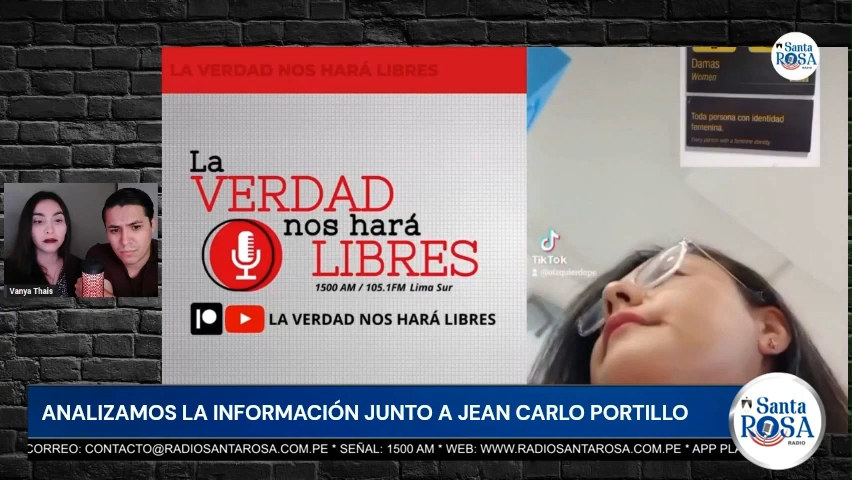 LA VERDAD NOS HARÁ LIBRES
Santa
ROSA
RADIO
Damas
Women
Toda persona con identidad
femenina.
La
VERDAD
nos hará
LIBRES
1500 AM / 105.1FM Lima Sur
LA VERDAD NOS HARÁ LIBRES
TikTok
Vanya Thais
ANALIZAMOS LA INFORMACIÓN JUNTO A JEAN CARLO PORTILLO
Santa
ROSA
RADIO
CORREO: CONTACTO@RADIOSANTAROSA.COM.PE * SEÑAL: 1500 AM * WEB: WWW.RADIOSANTAROSA.COM.PE * APP PLA